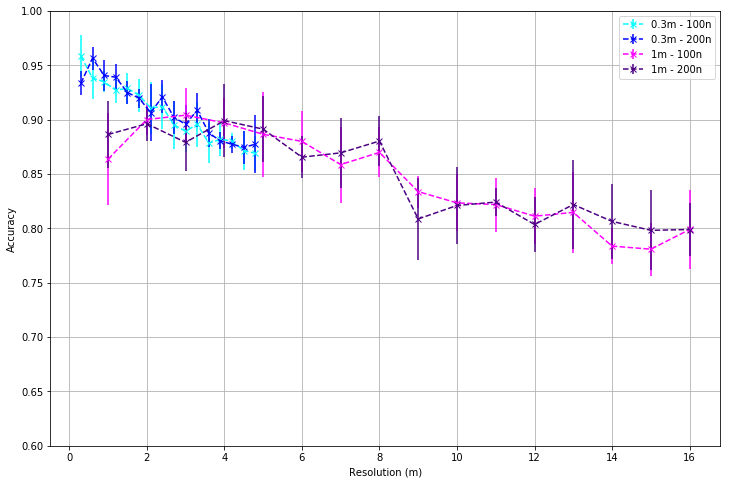 1.00
0.95
0.90
0.85
0.80
0.75
0.70
0.65
0.60
Accuracy
0.3m - 100n
0.3m - 200n
1m - 100n
1m - 200n
0 2 4 6 8 10 12 14 16
Resolution (m)